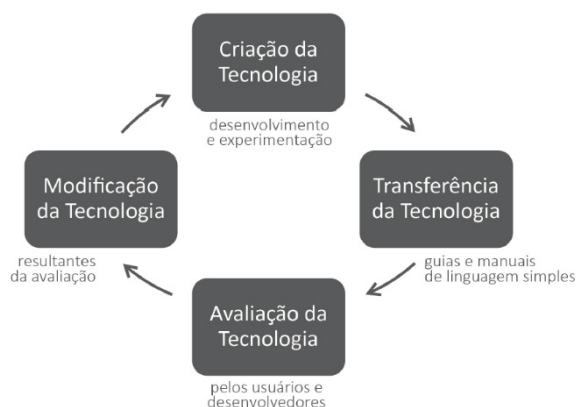 Criação da
Tecnologia
desenvolvimento
e experimentação
Transferência
da Tecnologia
guias e manuais
de linguagem simples
Avaliação da
Tecnologia
pelos usuários e
desenvolvedores
Modificação
da Tecnologia
resultantes
da avaliação